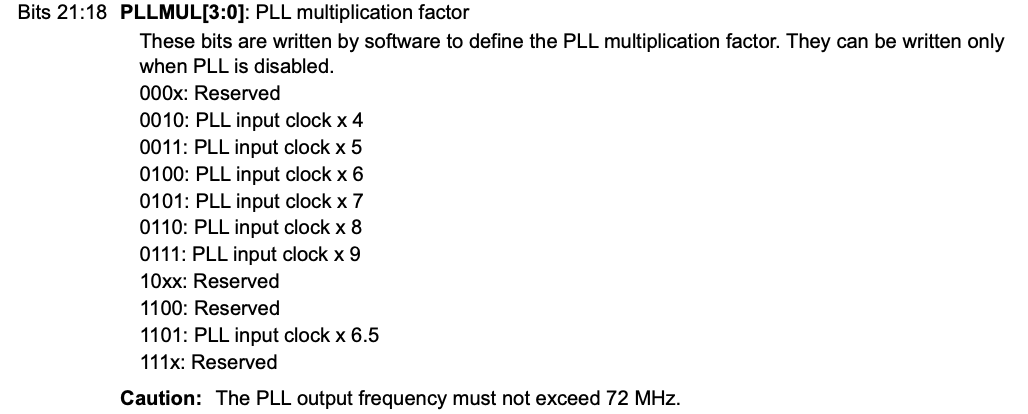 Bits 21:18 PLLMUL[3:0]: PLL multiplication factor
These bits are written by software to define the PLL multiplication factor. They can be written only
when PLL is disabled.
000x: Reserved
0010: PLL input clock x 4
0011: PLL input clock x 5
0100: PLL input clock x 6
0101: PLL input clock x 7
0110: PLL input clock x 8
0111: PLL input clock x 9
10xx: Reserved
1100: Reserved
1101: PLL input clock x 6.5
111x: Reserved
Caution: The PLL output frequency must not exceed 72 MHz.